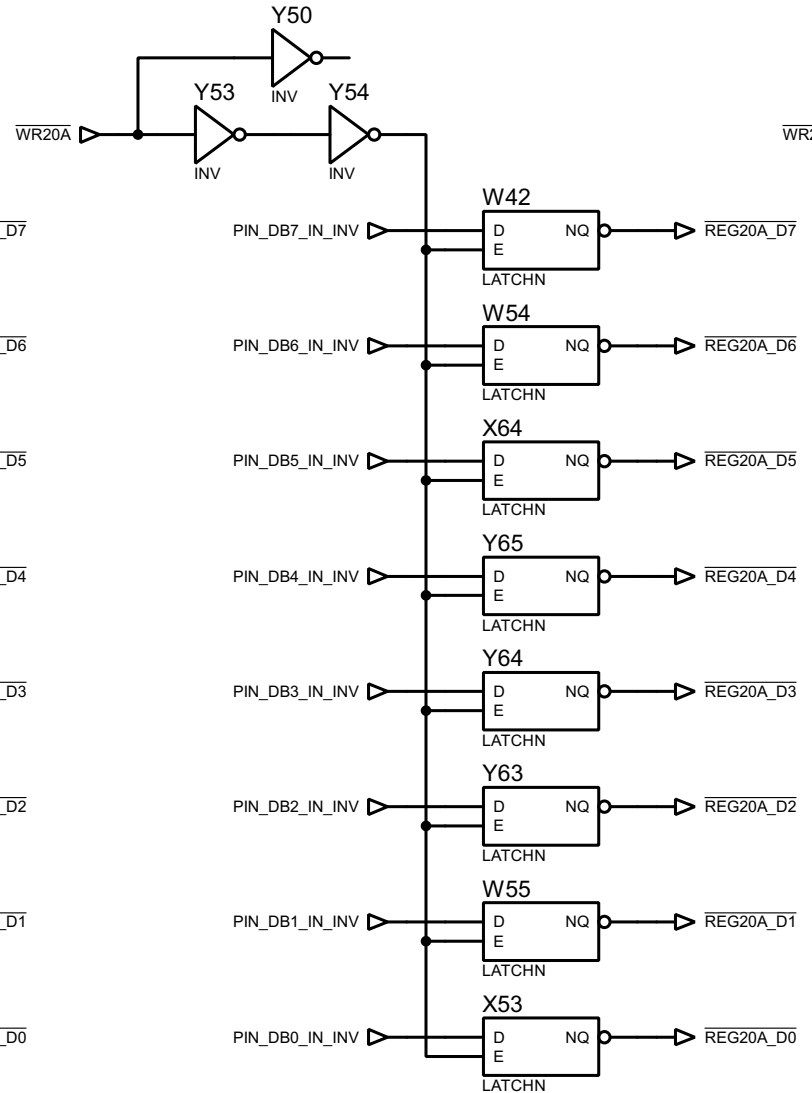 Y50
INV
Y53
Y54
WR20A
WR2
INV
INV
W42
_D7
PIN_DB7_IN_INV
D
NQ
REG20A_D7
E
LATCHN
W54
_D6
PIN_DB6_IN_INV
D
NQ
REG20A_D6
E
LATCHN
X64
_D5
PIN_DB5_IN_INV
D
NQ
REG20A_D5
E
LATCHN
Y65
_D4
PIN_DB4_IN_INV
D
NQ
REG20A_D4
E
LATCHN
Y64
_D3
PIN_DB3_IN_INV
D
NQ
REG20A_D3
E
LATCHN
Y63
_D2
PIN_DB2_IN_INV
D
NQ
REG20A_D2
E
LATCHN
W55
_D1
PIN_DB1_IN_INV
D
NQ
REG20A_D1
E
LATCHN
X53
_D0
PIN_DB0_IN_INV
D
NQ
REG20A_D0
E
LATCHN